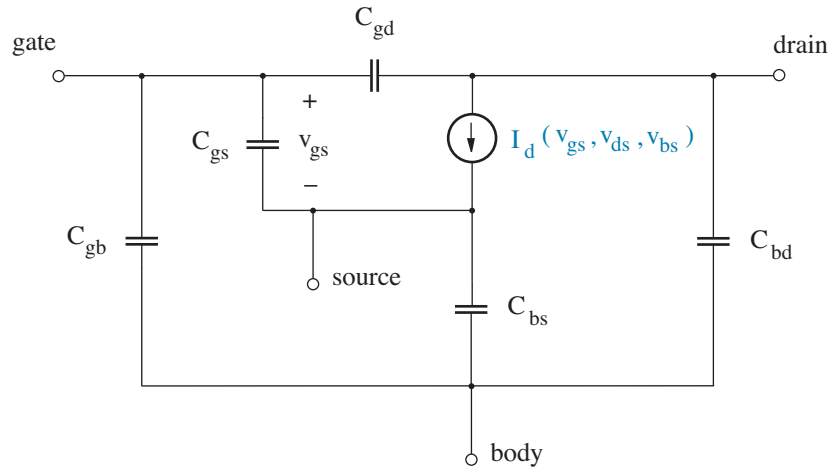 C_gd
gate
drain
+
C_gs
v_gs
I_d (v_gs, v_ds, v_bs)
−
C_gb
C_bd
source
C_bs
body